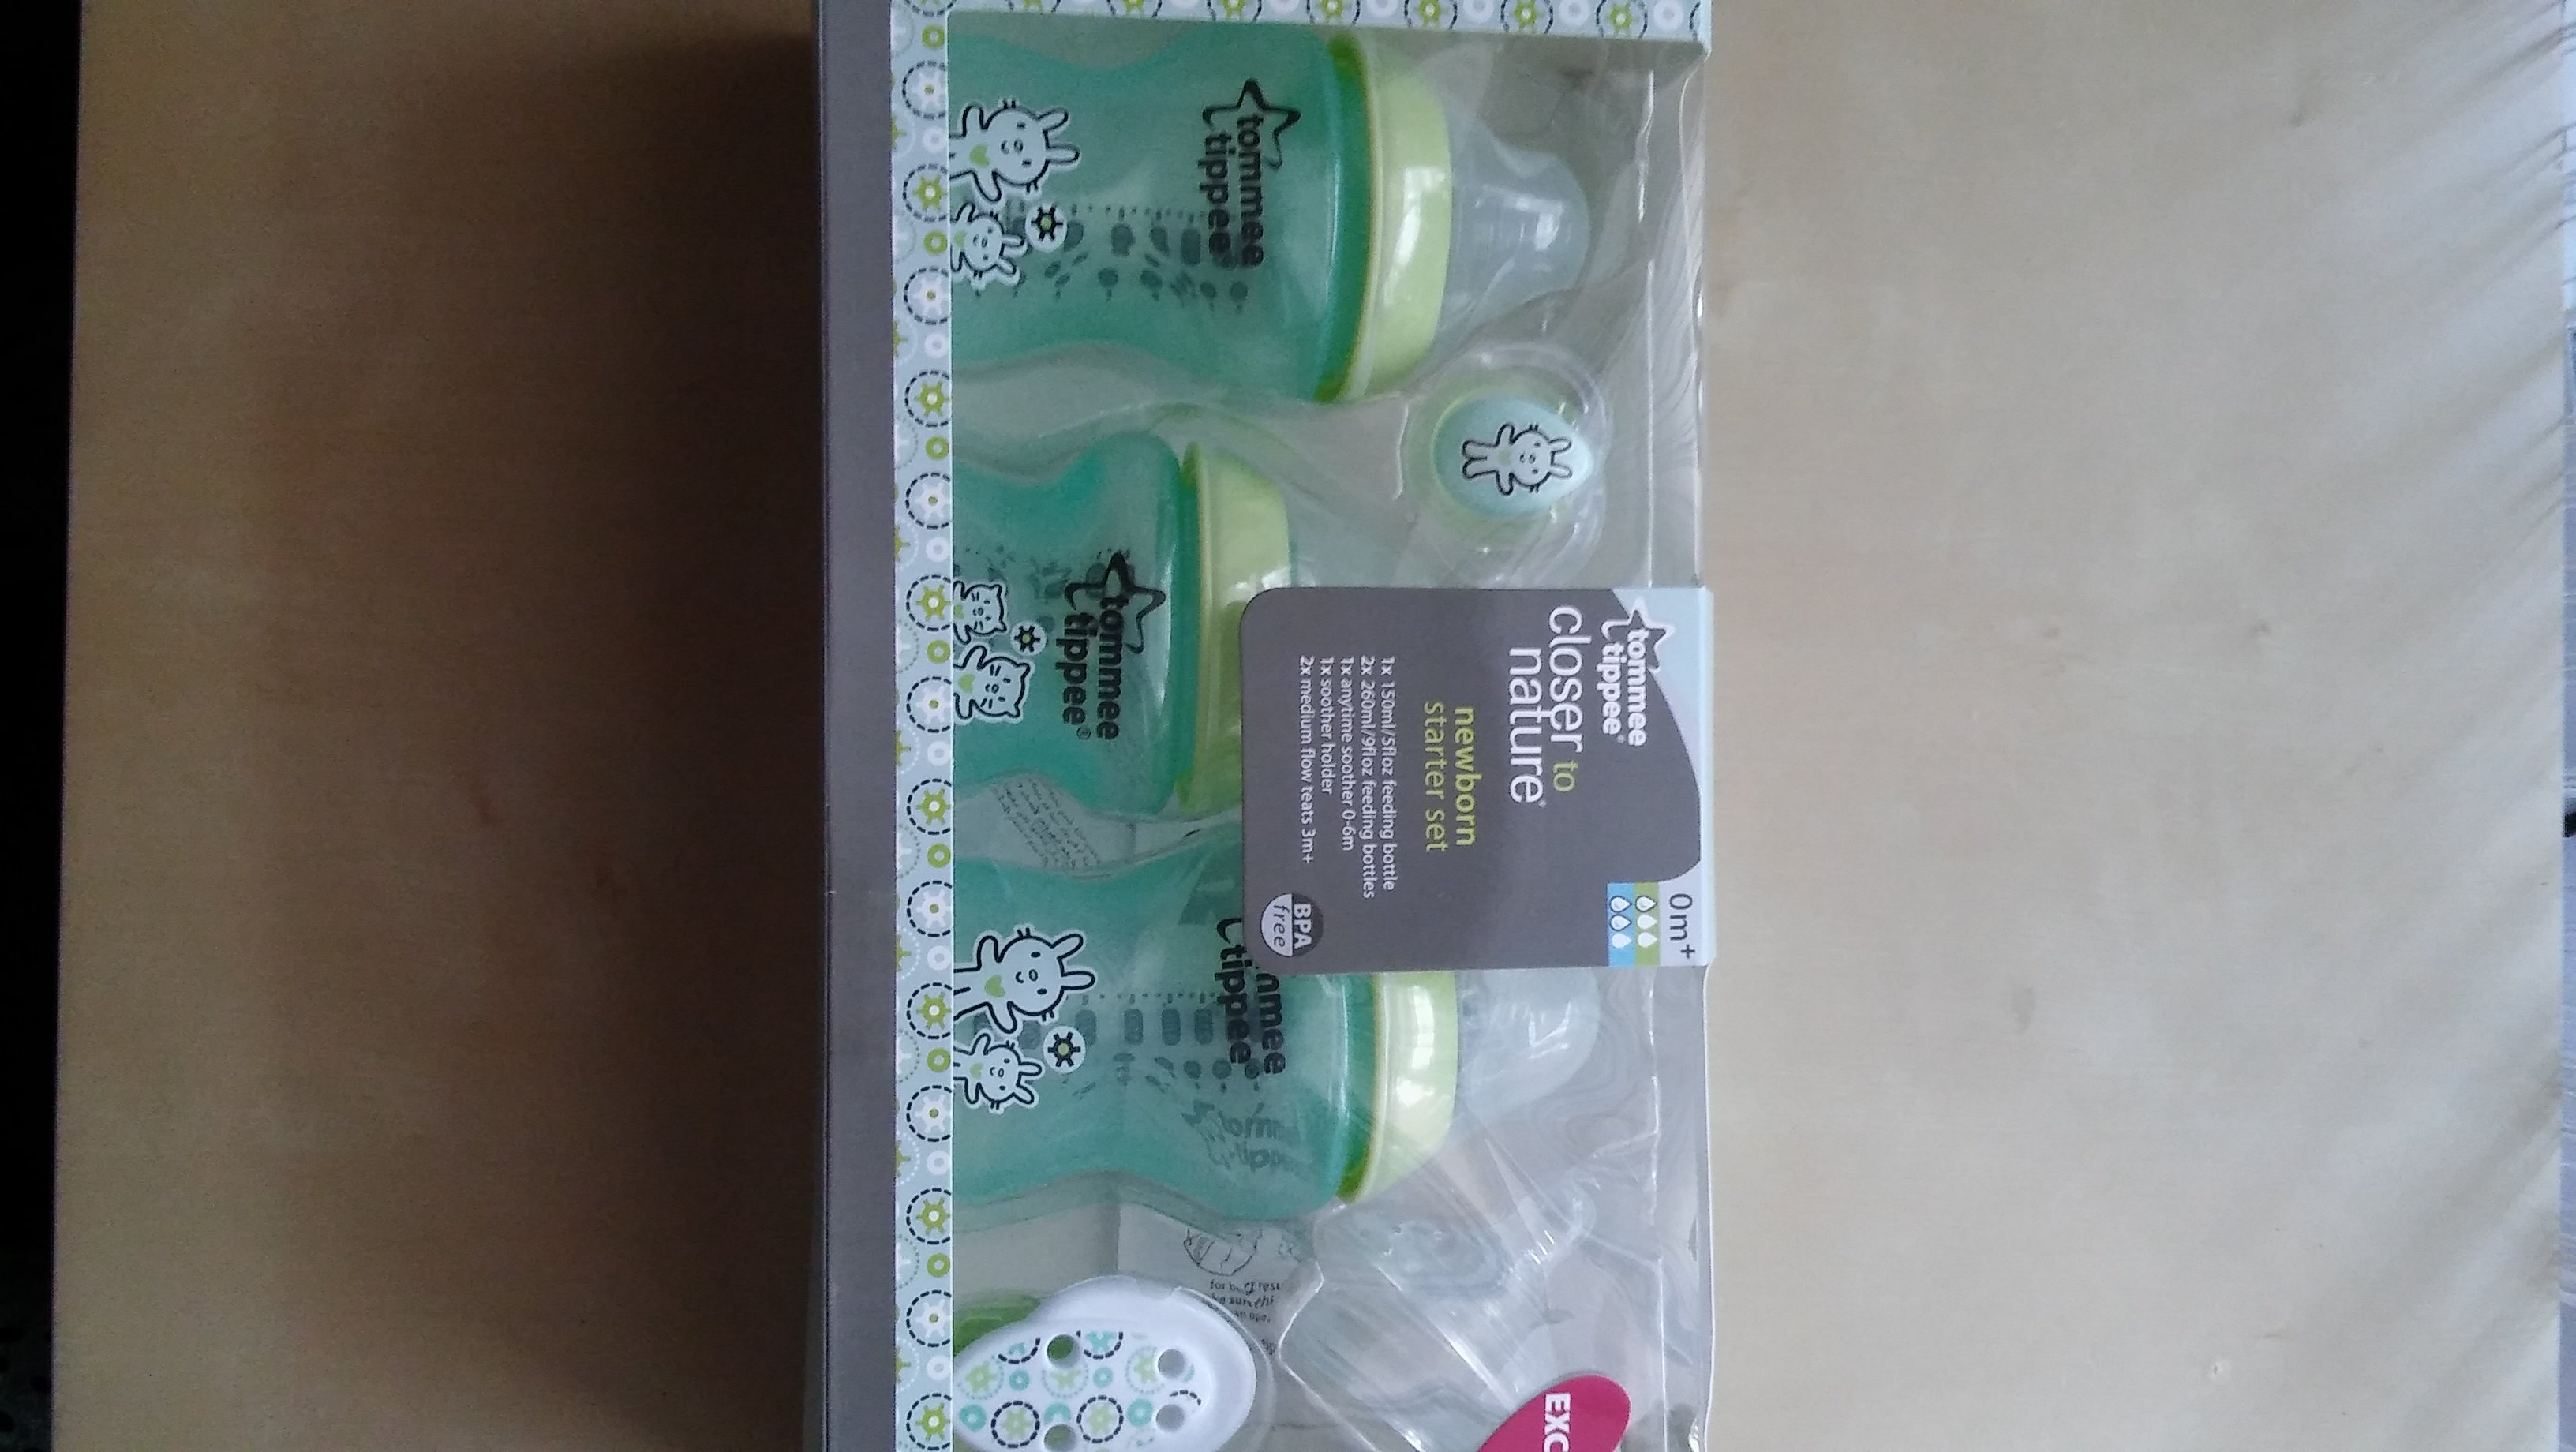 tommee
tippee
tommee
tippee®
tommee
tippee®
closer to
nature®
newborn
starter set
1x 150ml/5floz feeding bottle
2x 260ml/9floz feeding bottles
1x anytime soother 0-6m
1x soother holder
2x medium flow teats 3m+
0m+
BPA
free
mmee
tippee®
EXC